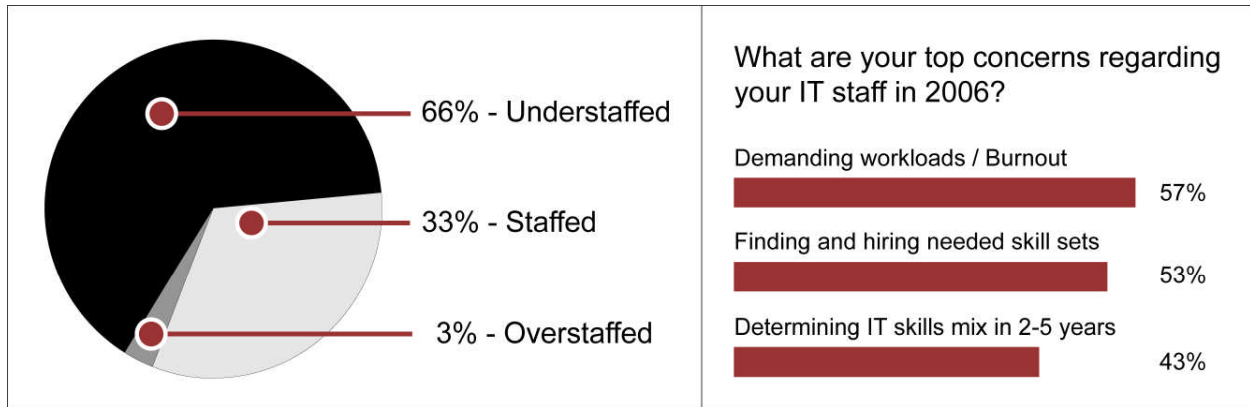 66% - Understaffed
33% - Staffed
3% - Overstaffed
What are your top concerns regarding
your IT staff in 2006?
Demanding workloads / Burnout
57%
Finding and hiring needed skill sets
53%
Determining IT skills mix in 2-5 years
43%